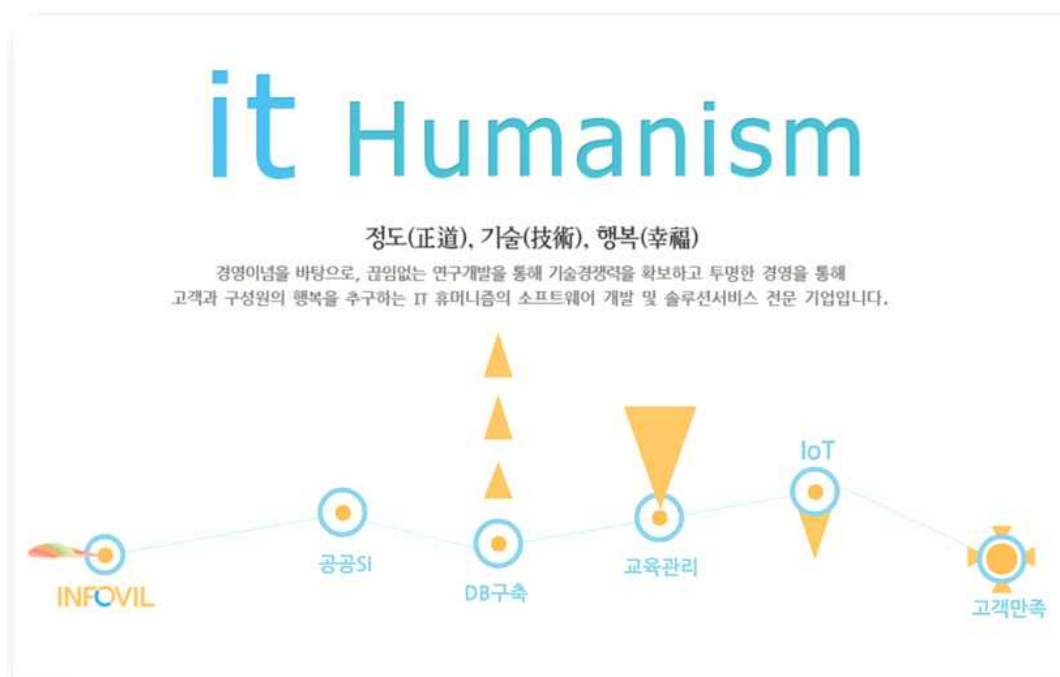 it Humanism
정도(正道), 기술(技術), 행복(幸福)
경영이념을 바탕으로, 끊임없는 연구개발을 통해 기술경쟁력을 확보하고 투명한 경영을 통해
고객과 구성원의 행복을 추구하는 IT 휴머니즘의 소프트웨어 개발 및 솔루션서비스 전문 기업입니다.
INFOVIL
공공SI
DB구축
교육관리
IoT
고객만족